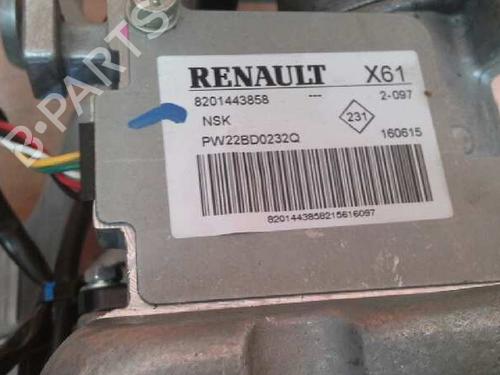 B-PARTS
RENAULT X61
8201443858 --- 2-097
NSK 231
PW22BD0232Q 160615
8201443858215616097